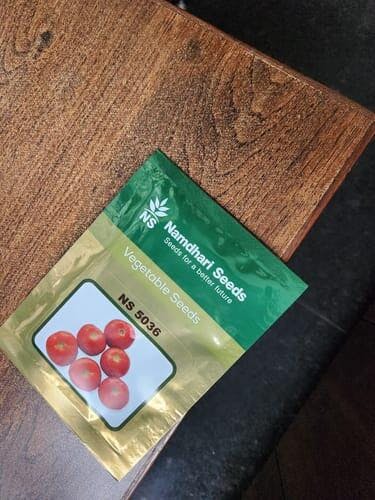 NS
Namdhari Seeds
Seeds for a better future
Vegetable Seeds
NS 5036